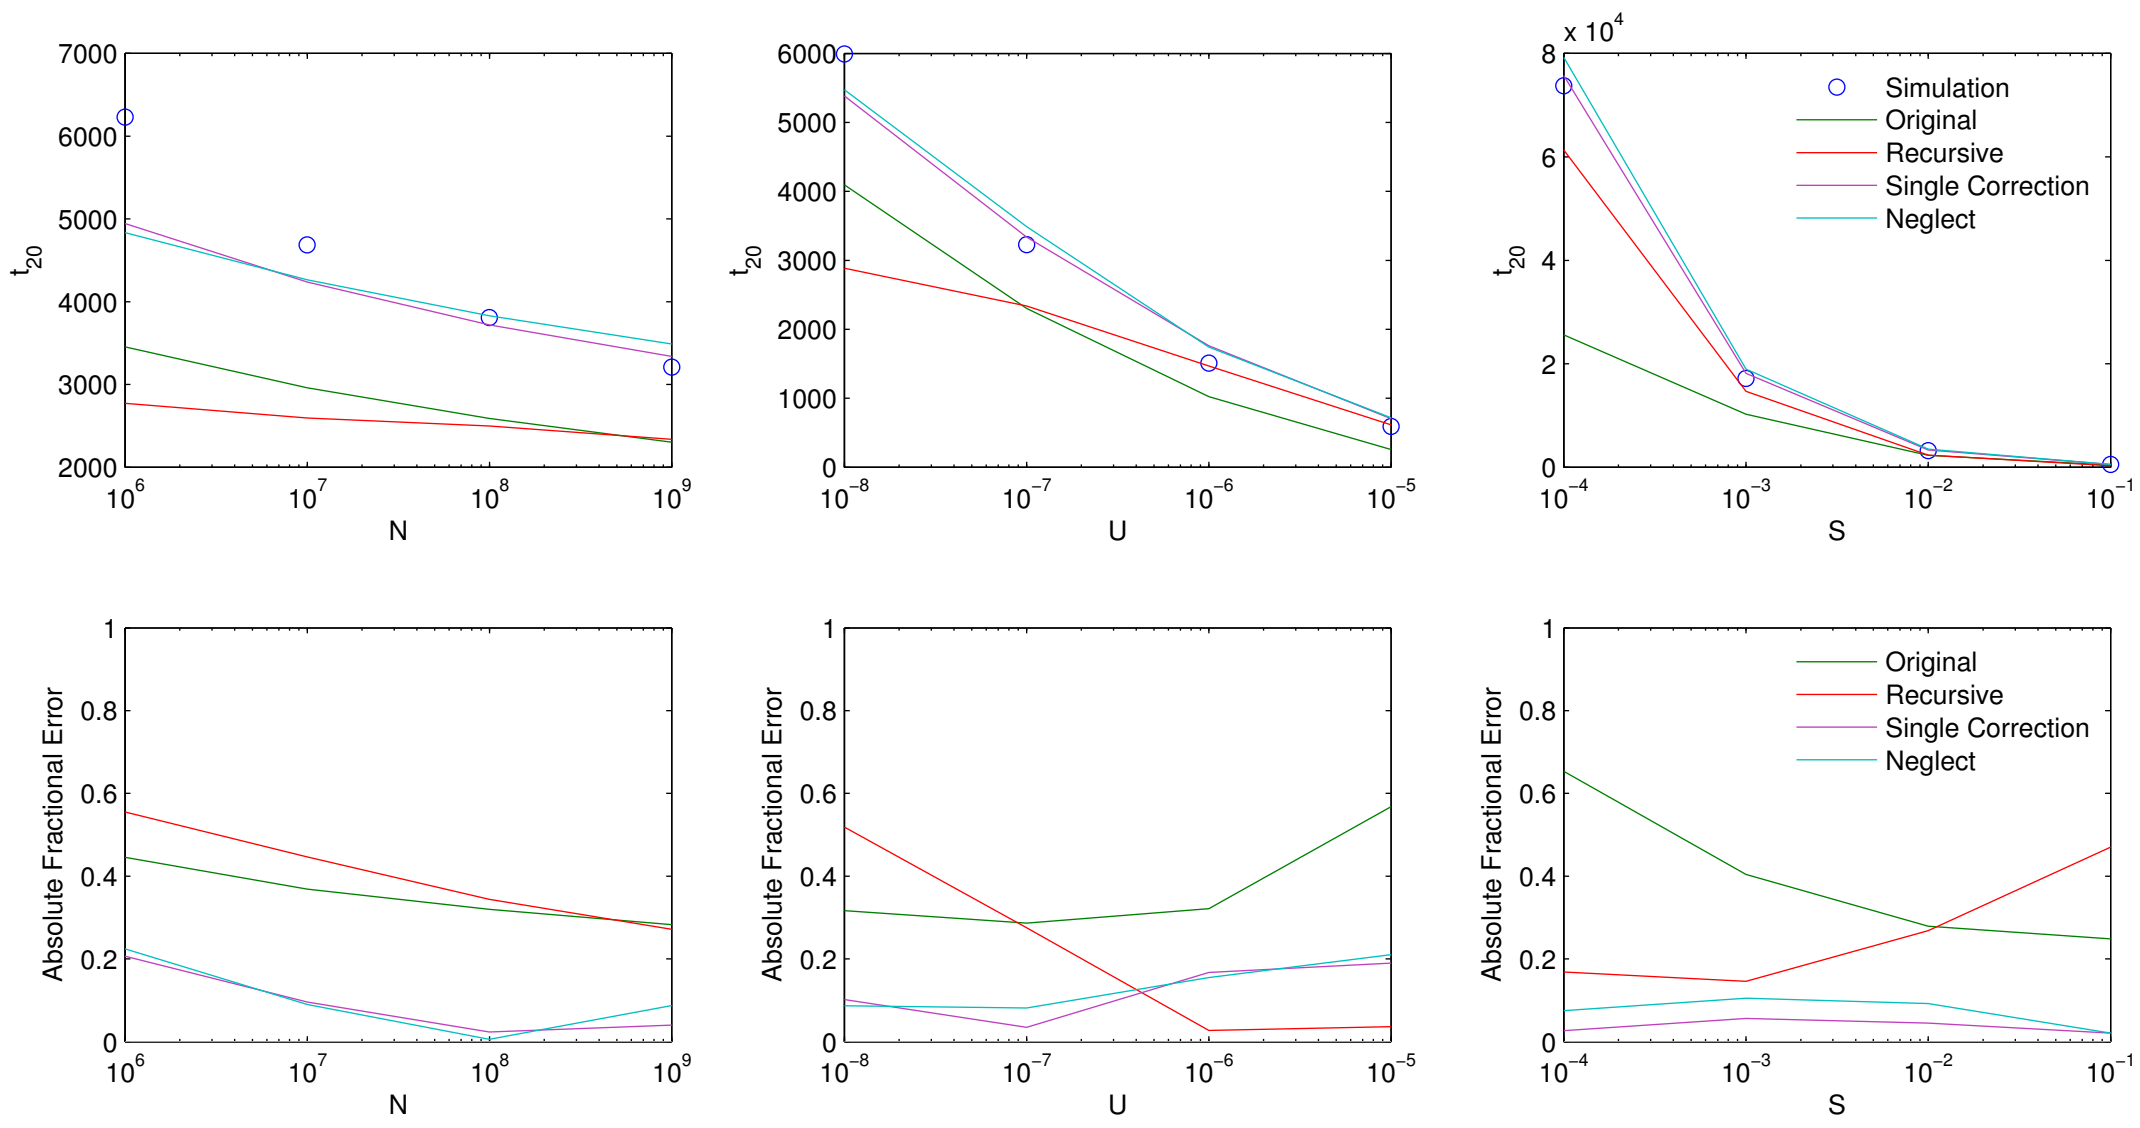 7000
6000
5000
4000
3000
2000
t20
10^6
10^7
10^8
10^9
N
6000
5000
4000
3000
2000
1000
0
t20
10^−8
10^−7
10^−6
10^−5
U
x 10^4
8
6
4
2
0
t20
10^−4
10^−3
10^−2
10^−1
S
Simulation
Original
Recursive
Single Correction
Neglect
1
0.8
0.6
0.4
0.2
0
Absolute Fractional Error
10^6
10^7
10^8
10^9
N
1
0.8
0.6
0.4
0.2
0
Absolute Fractional Error
10^−8
10^−7
10^−6
10^−5
U
1
0.8
0.6
0.4
0.2
0
Absolute Fractional Error
10^−4
10^−3
10^−2
10^−1
S
Original
Recursive
Single Correction
Neglect